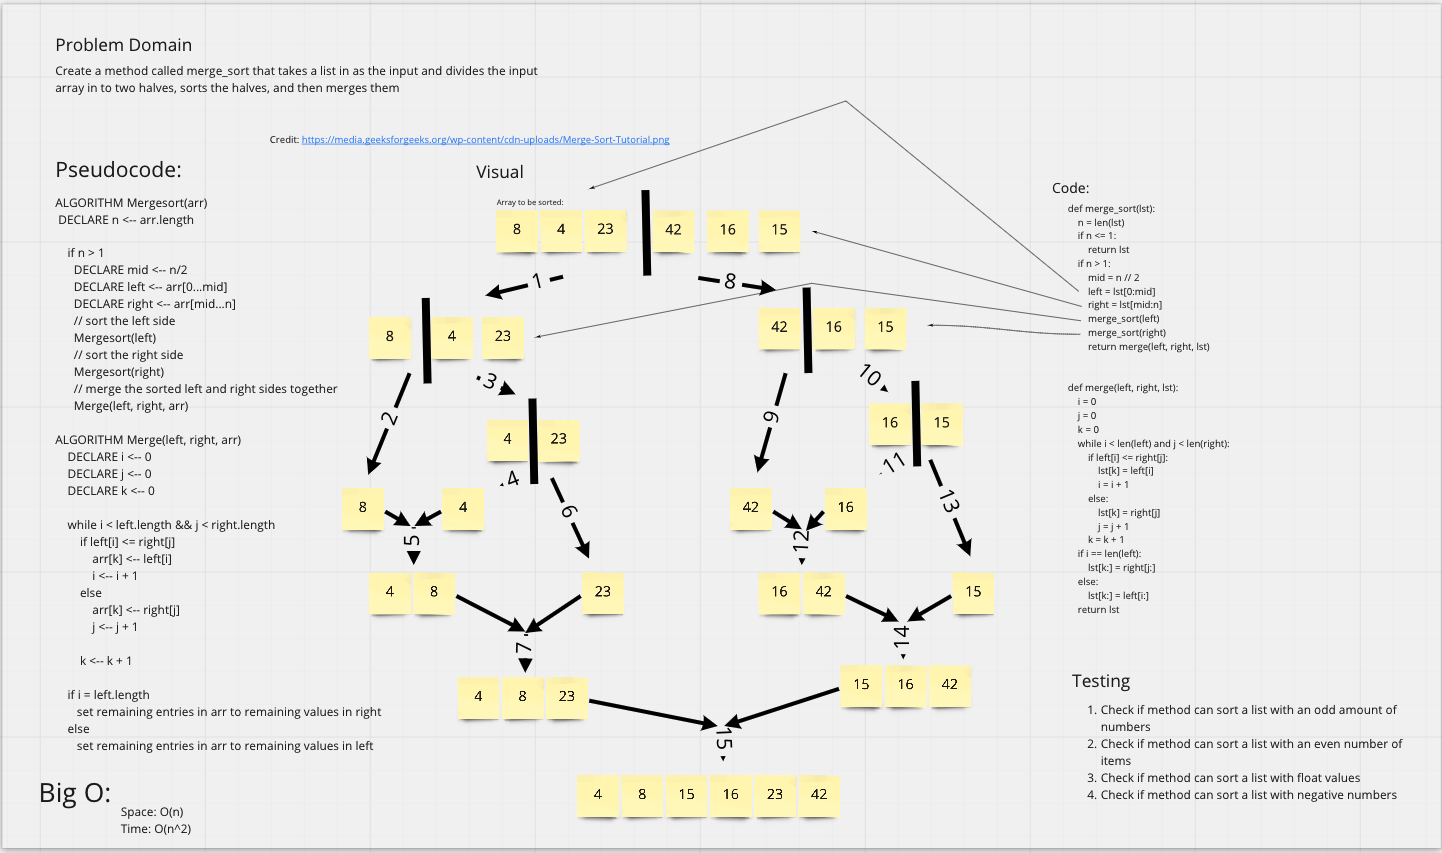 Problem Domain
Create a method called merge_sort that takes a list in as the input and divides the input
array in to two halves, sorts the halves, and then merges them
Credit: https://media.geeksforgeeks.org/wp-content/cdn-uploads/Merge-Sort-Tutorial.png
Pseudocode:
ALGORITHM Mergesort(arr)
DECLARE n <-- arr.length
if n > 1
DECLARE mid <-- n/2
DECLARE left <-- arr[0...mid]
DECLARE right <-- arr[mid...n]
// sort the left side
Mergesort(left)
// sort the right side
Mergesort(right)
// merge the sorted left and right sides together
Merge(left, right, arr)
ALGORITHM Merge(left, right, arr)
DECLARE i <-- 0
DECLARE j <-- 0
DECLARE k <-- 0
while i < left.length && j < right.length
if left[i] <= right[j]
arr[k] <-- left[i]
i <-- i + 1
else
arr[k] <-- right[j]
j <-- j + 1
k <-- k + 1
if i = left.length
set remaining entries in arr to remaining values in right
else
set remaining entries in arr to remaining values in left
Big O:
Space: O(n)
Time: O(n^2)
Visual
Array to be sorted:
8 4 23 42 16 15
1 8
8 4 23 42 16 15
2 3 9 10
4 23 16 15
4 6 11 13
8 4 42 16
5 12
4 8 23 16 42 15
7 14
4 8 23 15 16 42
15
4 8 15 16 23 42
Code:
def merge_sort(lst):
n = len(lst)
if n <= 1:
return lst
if n > 1:
mid = n // 2
left = lst[0:mid]
right = lst[mid:n]
merge_sort(left)
merge_sort(right)
return merge(left, right, lst)
def merge(left, right, lst):
i = 0
j = 0
k = 0
while i < len(left) and j < len(right):
if left[i] <= right[j]:
lst[k] = left[i]
i = i + 1
else:
lst[k] = right[j]
j = j + 1
k = k + 1
if i == len(left):
lst[k:] = right[j:]
else:
lst[k:] = left[i:]
return lst
Testing
1. Check if method can sort a list with an odd amount of
numbers
2. Check if method can sort a list with an even number of
items
3. Check if method can sort a list with float values
4. Check if method can sort a list with negative numbers